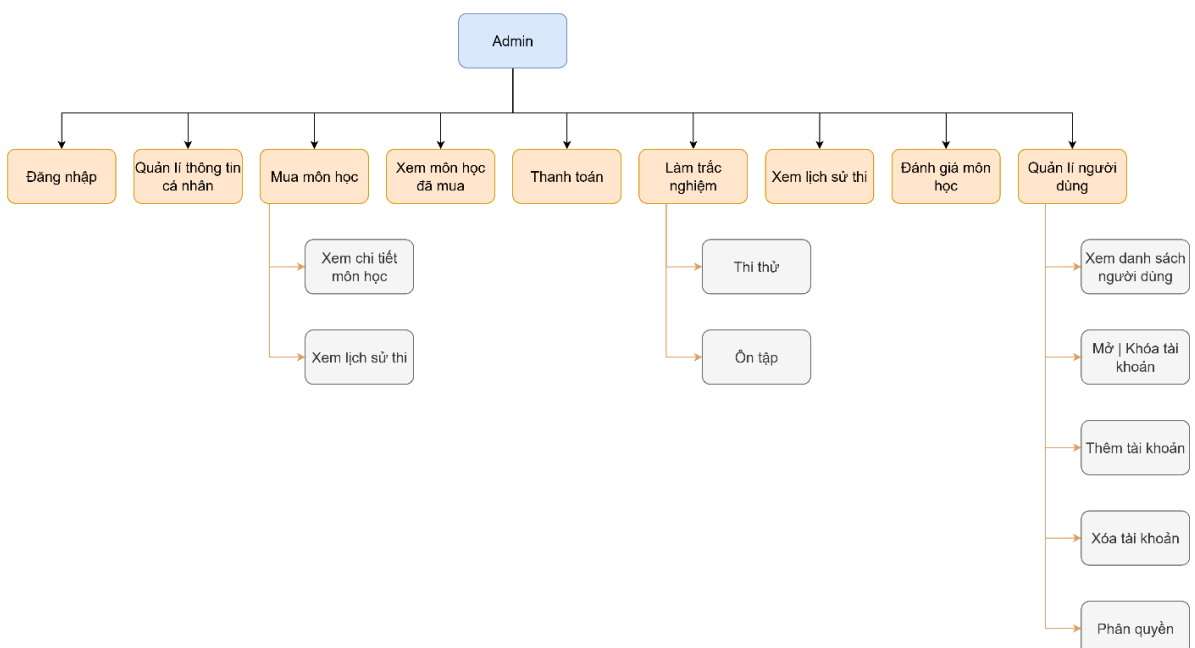 Admin
Đăng nhập
Quản lí thông tin
cá nhân
Mua môn học
Xem môn học
đã mua
Thanh toán
Làm trắc
nghiệm
Xem lịch sử thi
Đánh giá môn
học
Quản lí người
dùng
Xem chi tiết
môn học
Xem lịch sử thi
Thi thử
Ôn tập
Xem danh sách
người dùng
Mở | Khóa tài
khoản
Thêm tài khoản
Xóa tài khoản
Phân quyền